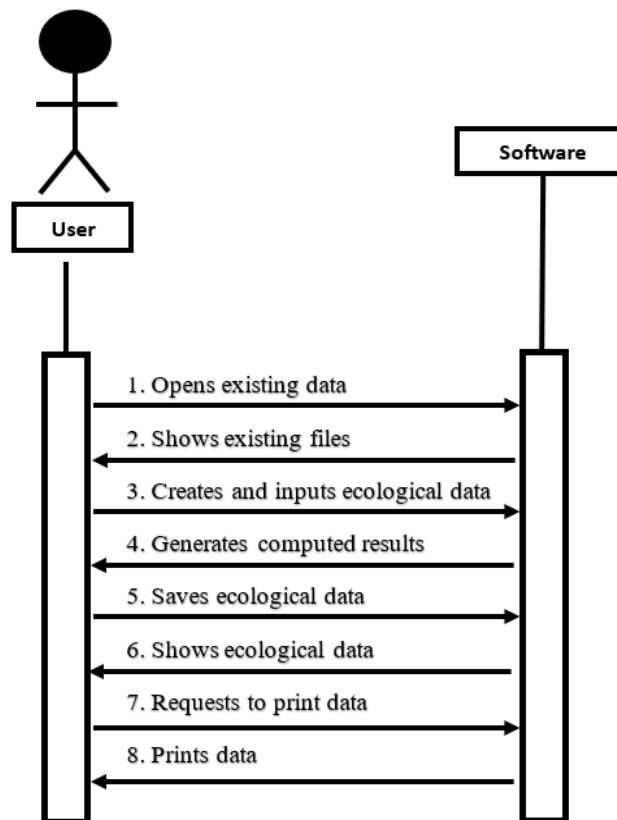 Software
User
1. Opens existing data
2. Shows existing files
3. Creates and inputs ecological data
4. Generates computed results
5. Saves ecological data
6. Shows ecological data
7. Requests to print data
8. Prints data